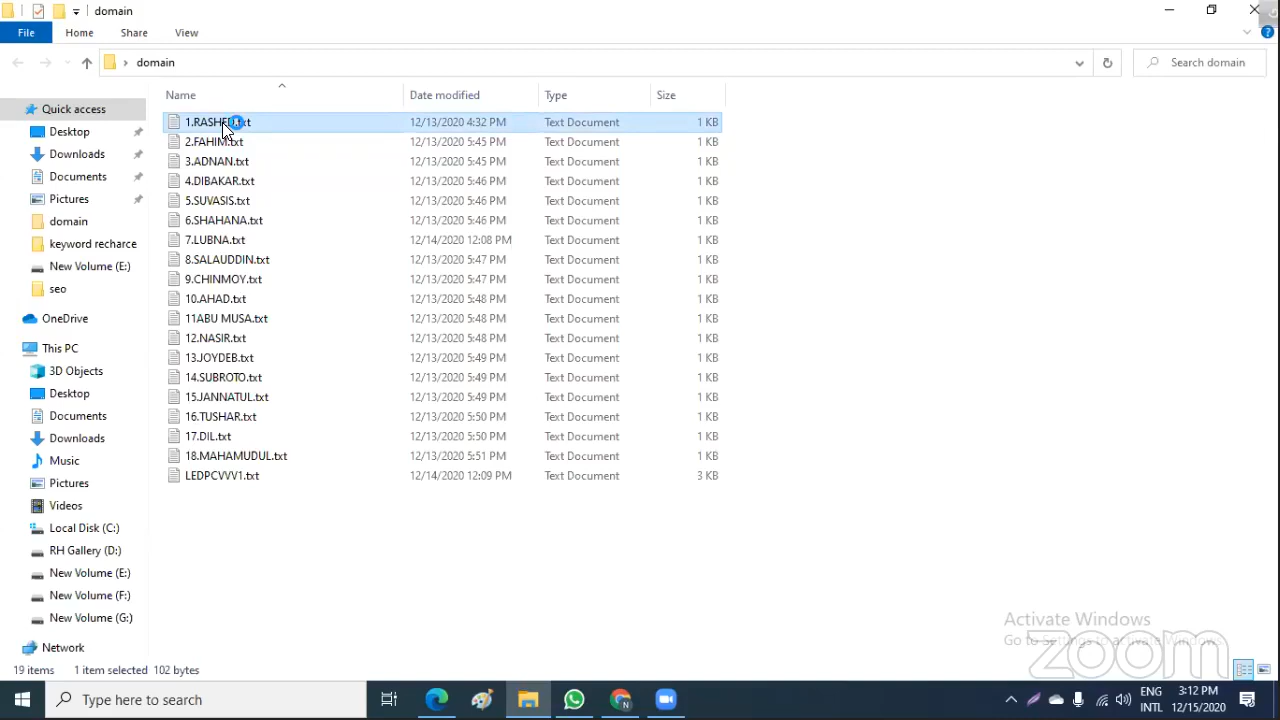 domain
File Home Share View
domain
Search domain
Name Date modified Type Size
Quick access
Desktop
Downloads
Documents
Pictures
domain
keyword recharce
New Volume (E:)
seo
OneDrive
This PC
3D Objects
Desktop
Documents
Downloads
Music
Pictures
Videos
Local Disk (C:)
RH Gallery (D:)
New Volume (E:)
New Volume (F:)
New Volume (G:)
Network
12/13/2020 4:32 PM Text Document 1 KB
2.FAHIM.txt 12/13/2020 5:45 PM Text Document 1 KB
3.ADNAN.txt 12/13/2020 5:45 PM Text Document 1 KB
4.DIBAKAR.txt 12/13/2020 5:46 PM Text Document 1 KB
5.SUVASIS.txt 12/13/2020 5:46 PM Text Document 1 KB
6.SHAHANA.txt 12/13/2020 5:46 PM Text Document 1 KB
7.LUBNA.txt 12/14/2020 12:08 PM Text Document 1 KB
8.SALAUDDIN.txt 12/13/2020 5:47 PM Text Document 1 KB
9.CHINMOY.txt 12/13/2020 5:47 PM Text Document 1 KB
10.AHAD.txt 12/13/2020 5:48 PM Text Document 1 KB
11ABU MUSA.txt 12/13/2020 5:48 PM Text Document 1 KB
12.NASIR.txt 12/13/2020 5:48 PM Text Document 1 KB
13.JOYDEB.txt 12/13/2020 5:49 PM Text Document 1 KB
14.SUBROTO.txt 12/13/2020 5:49 PM Text Document 1 KB
15.JANNATUL.txt 12/13/2020 5:49 PM Text Document 1 KB
16.TUSHAR.txt 12/13/2020 5:50 PM Text Document 1 KB
17.DIL.txt 12/13/2020 5:50 PM Text Document 1 KB
18.MAHAMUDUL.txt 12/13/2020 5:51 PM Text Document 1 KB
LEDPCVVV1.txt 12/14/2020 12:09 PM Text Document 3 KB
Activate Windows
Go to Settings to activate Windows.
zoom
19 items 1 item selected 102 bytes
Type here to search
ENG 3:12 PM
INTL 12/15/2020